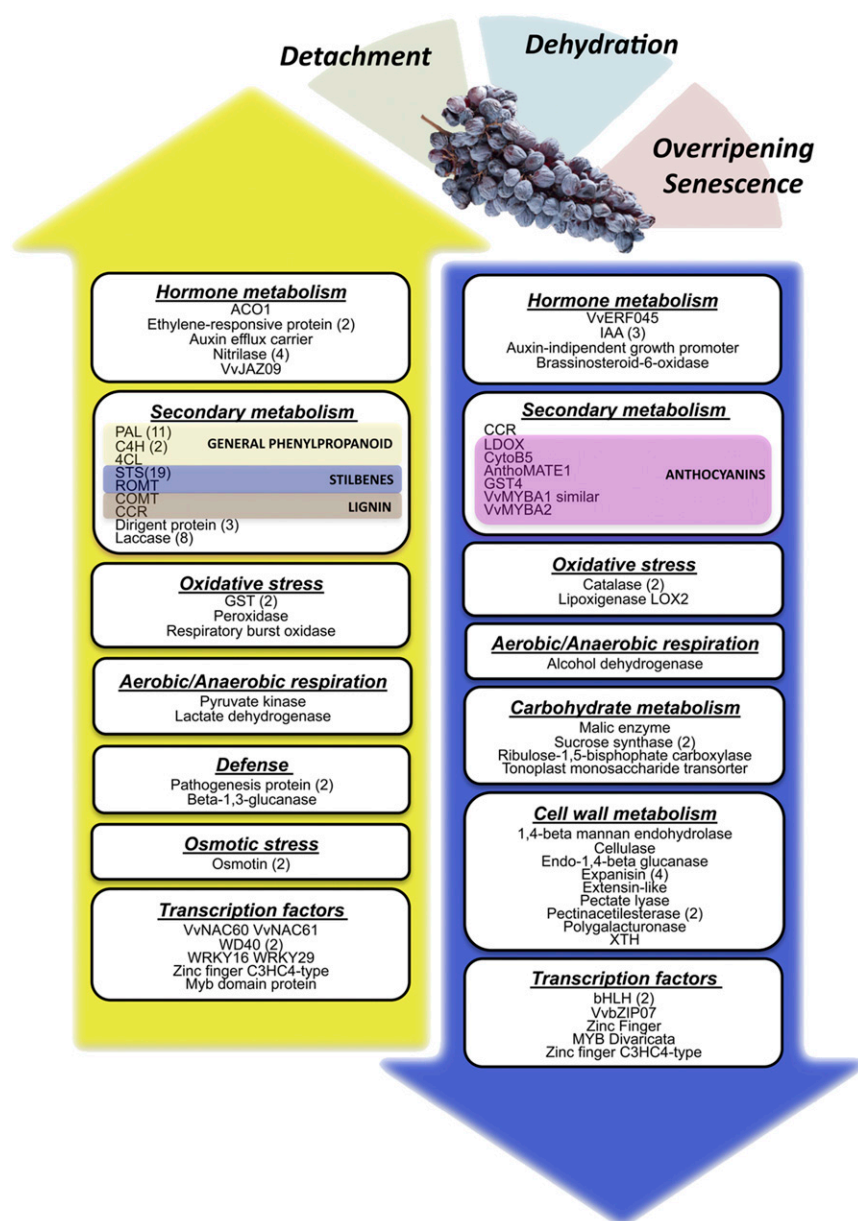 Detachment
Dehydration
Overripening
Senescence
Hormone metabolism
ACO1
Ethylene-responsive protein (2)
Auxin efflux carrier
Nitrilase (4)
VvJAZ09
Secondary metabolism
PAL (11)
C4H (2)
4CL
GENERAL PHENYLPROPANOID
STS(19)
ROMT
STILBENES
COMT
CCR
LIGNIN
Dirigent protein (3)
Laccase (8)
Oxidative stress
GST (2)
Peroxidase
Respiratory burst oxidase
Aerobic/Anaerobic respiration
Pyruvate kinase
Lactate dehydrogenase
Defense
Pathogenesis protein (2)
Beta-1,3-glucanase
Osmotic stress
Osmotin (2)
Transcription factors
VvNAC60 VvNAC61
WD40 (2)
WRKY16 WRKY29
Zinc finger C3HC4-type
Myb domain protein
Hormone metabolism
VvERF045
IAA (3)
Auxin-indipendent growth promoter
Brassinosteroid-6-oxidase
Secondary metabolism
CCR
LDOX
CytoB5
AnthoMATE1
GST4
VvMYBA1 similar
VvMYBA2
ANTHOCYANINS
Oxidative stress
Catalase (2)
Lipoxigenase LOX2
Aerobic/Anaerobic respiration
Alcohol dehydrogenase
Carbohydrate metabolism
Malic enzyme
Sucrose synthase (2)
Ribulose-1,5-bisphophate carboxylase
Tonoplast monosaccharide transorter
Cell wall metabolism
1,4-beta mannan endohydrolase
Cellulase
Endo-1,4-beta glucanase
Expanisin (4)
Extensin-like
Pectate lyase
Pectinacetilesterase (2)
Polygalacturonase
XTH
Transcription factors
bHLH (2)
VvbZIP07
Zinc Finger
MYB Divaricata
Zinc finger C3HC4-type